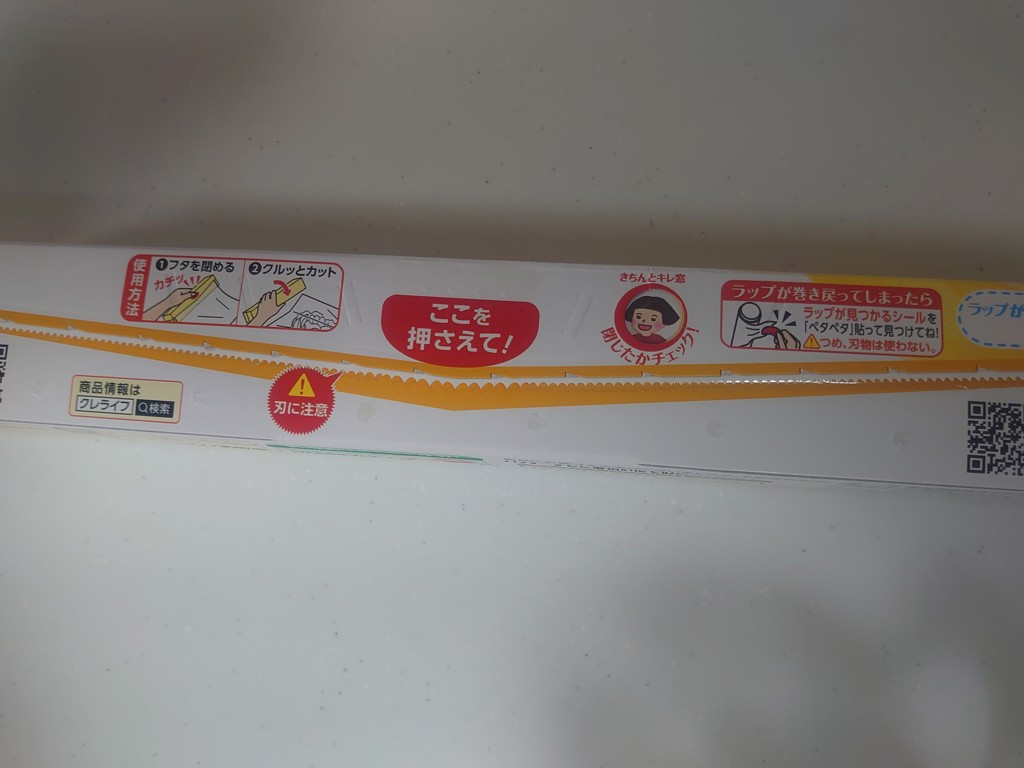 使用方法
❶フタを閉める
カチッ!!
❷クルッとカット
ここを
押さえて!
きちんとキレ窓
閉じたかチェック!
ラップが巻き戻ってしまったら
ラップが見つかるシールを
「ペタペタ」貼って見つけてね!
つめ、刃物は使わない。
ラップが
商品情報は
クレライフ 検索
刃に注意